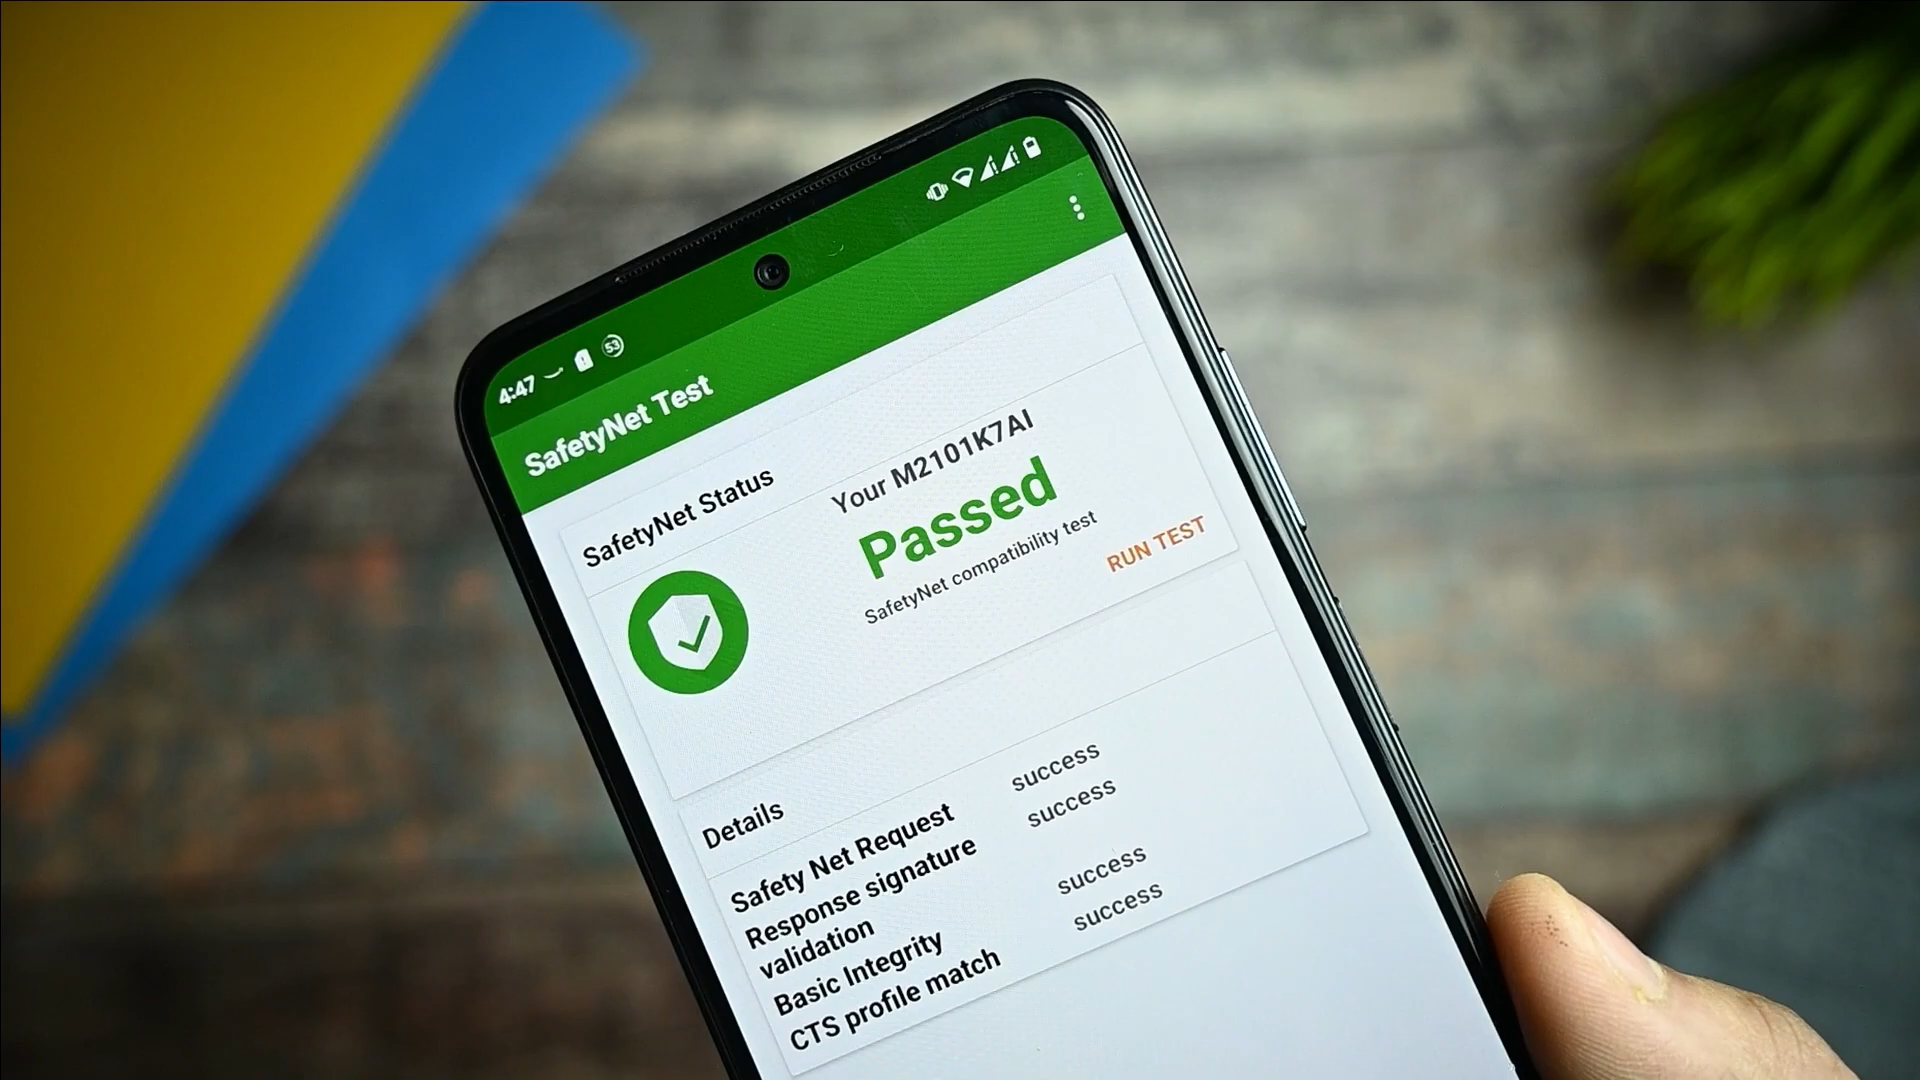 4:47
53
SafetyNet Test
SafetyNet Status
Your M2101K7AI
Passed
SafetyNet compatibility test
RUN TEST
Details
Safety Net Request success
Response signature success
validation
Basic Integrity success
CTS profile match success